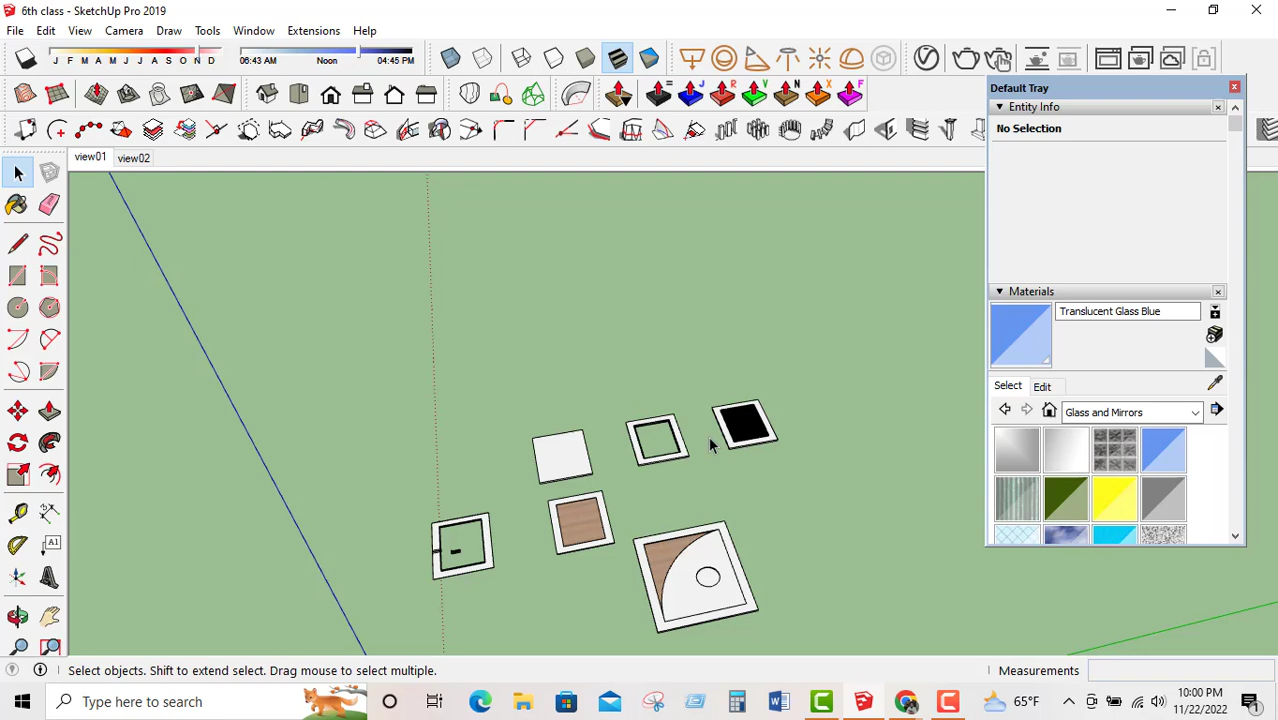 6th class - SketchUp Pro 2019
File Edit View Camera Draw Tools Window Extensions Help
J F M A M J J A S O N D 06:43 AM Noon 04:45 PM
J R V N X F
Default Tray
Entity Info
No Selection
view01 view02
Materials
Translucent Glass Blue
Select Edit
Glass and Mirrors
A1
Select objects. Shift to extend select. Drag mouse to select multiple.
Measurements
Type here to search
65°F
10:00 PM
11/22/2022
1